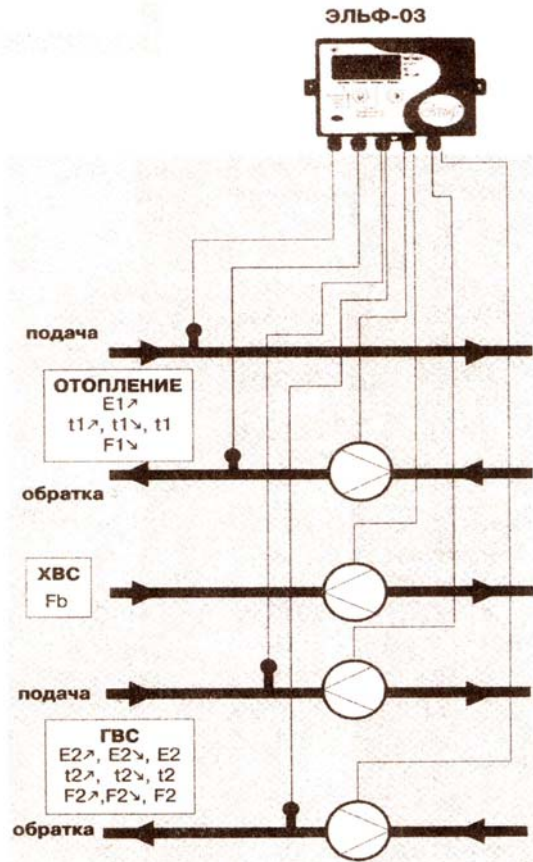 ЭЛЬФ-03
подача
ОТОПЛЕНИЕ
E1↗
t1↗, t1↘, t1
F1↘
обратка
ХВС
Fb
подача
ГВС
E2↗, E2↘, E2
t2↗, t2↘, t2
F2↗,F2↘, F2
обратка